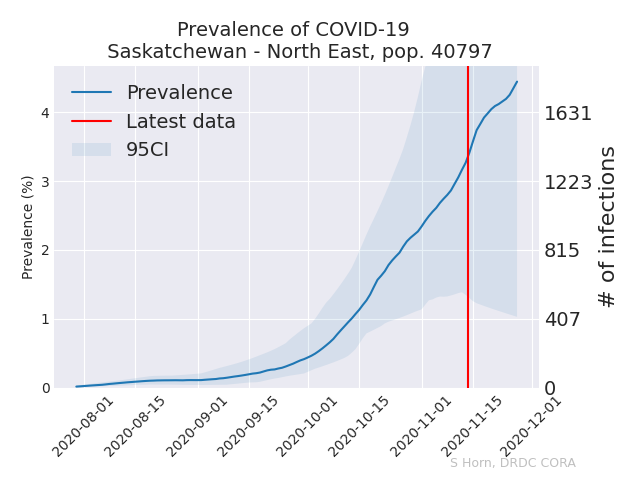 Prevalence of COVID-19
Saskatchewan - North East, pop. 40797
Prevalence
Latest data
95CI
Prevalence (%)
4
3
2
1
0
1631
1223
815
407
0
# of infections
2020-08-01
2020-08-15
2020-09-01
2020-09-15
2020-10-01
2020-10-15
2020-11-01
2020-11-15
2020-12-01
S Horn, DRDC CORA